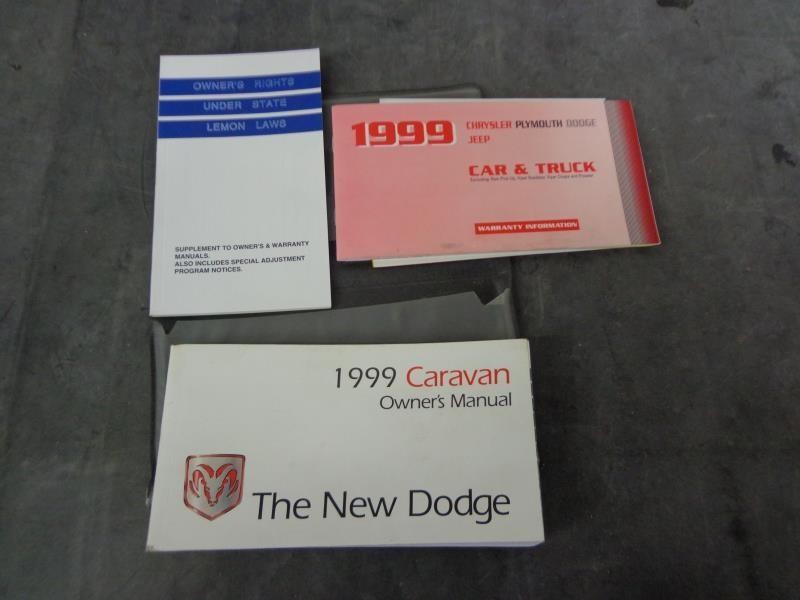 OWNER'S RIGHTS
UNDER STATE
LEMON LAWS
SUPPLEMENT TO OWNER'S & WARRANTY
MANUALS.
ALSO INCLUDES SPECIAL ADJUSTMENT
PROGRAM NOTICES.
1999 CHRYSLER PLYMOUTH DODGE
JEEP
CAR & TRUCK
WARRANTY INFORMATION
1999 Caravan
Owner's Manual
The New Dodge